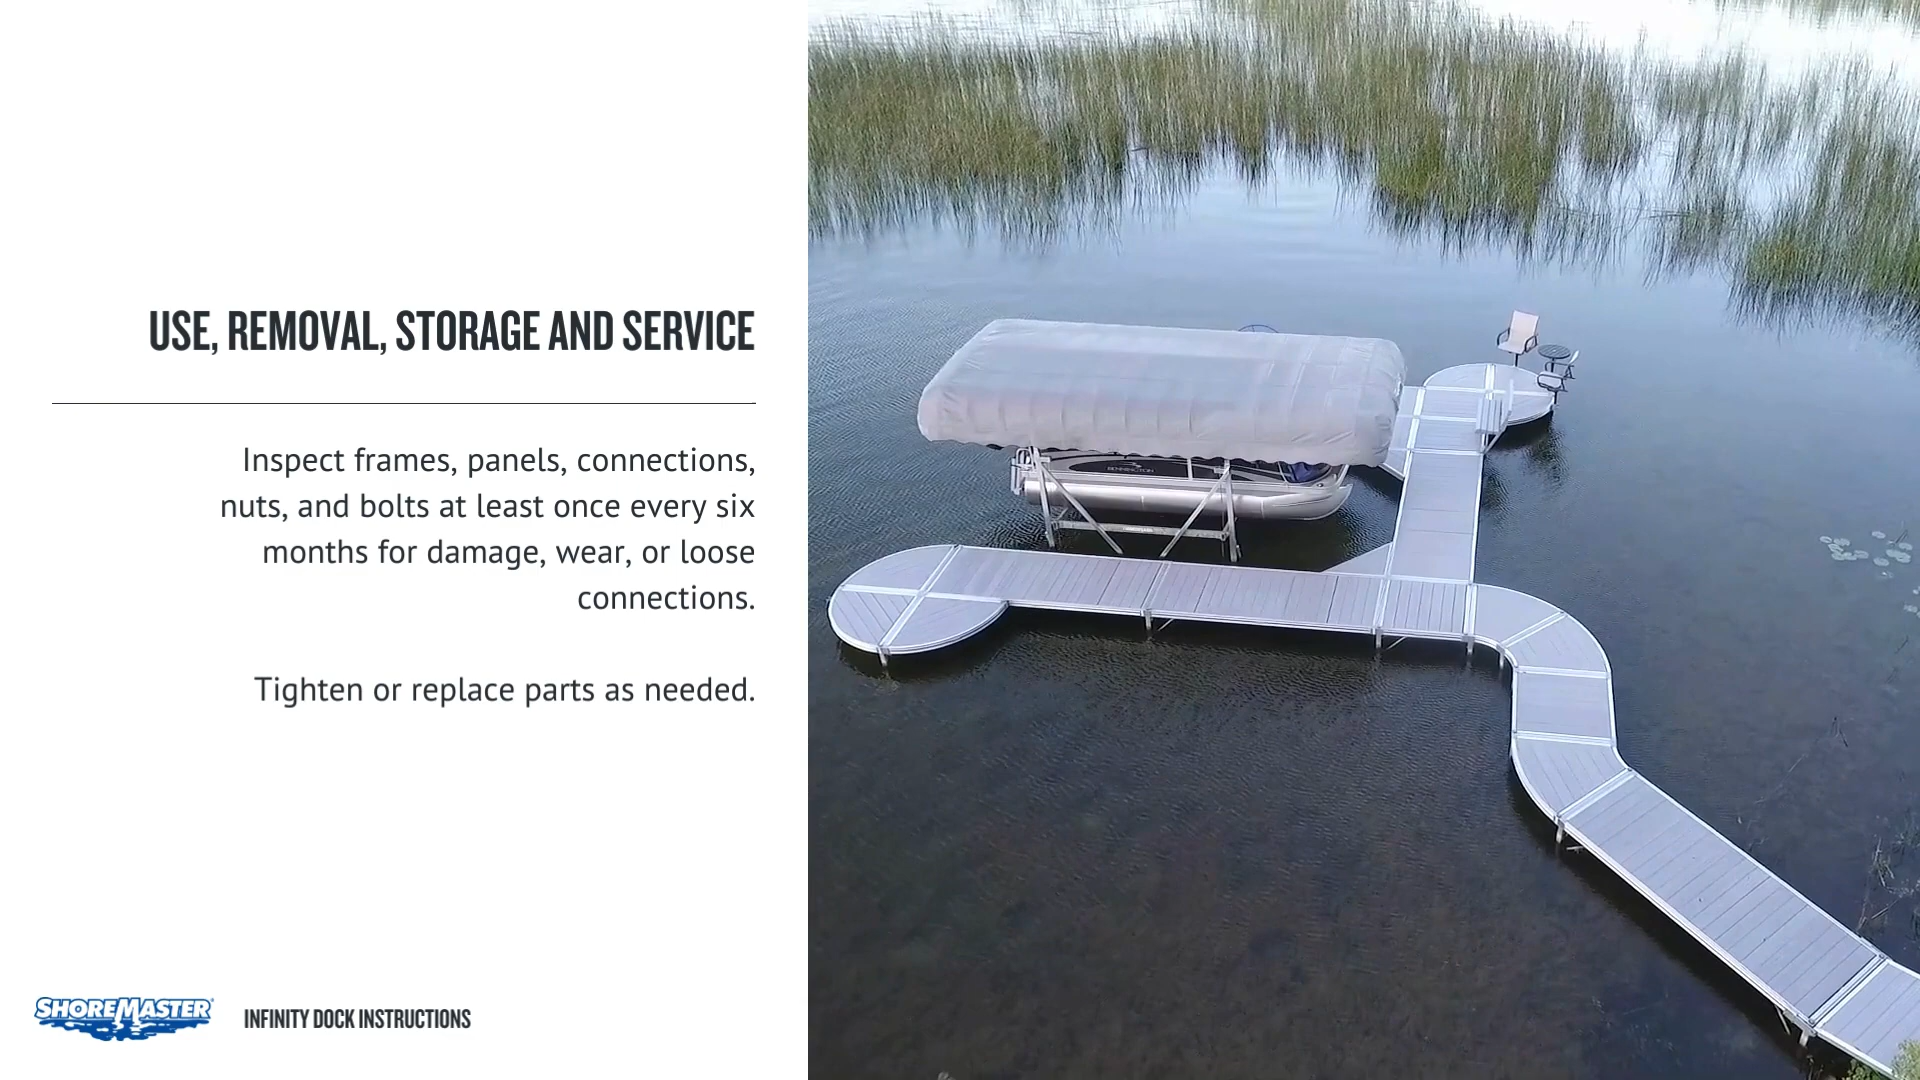 USE, REMOVAL, STORAGE AND SERVICE
Inspect frames, panels, connections,
nuts, and bolts at least once every six
months for damage, wear, or loose
connections.
Tighten or replace parts as needed.
BENNINGTON
SHOREMASTER®
INFINITY DOCK INSTRUCTIONS